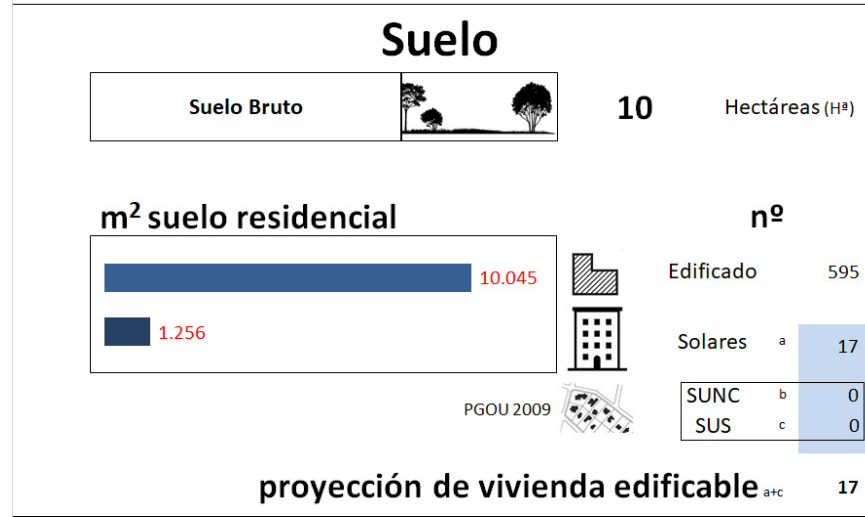 Suelo
Suelo Bruto 10 Hectáreas (Hª)
m² suelo residencial nº
10.045 Edificado 595
1.256 Solares a 17
PGOU 2009 SUNC b 0
SUS c 0
proyección de vivienda edificable a+c 17